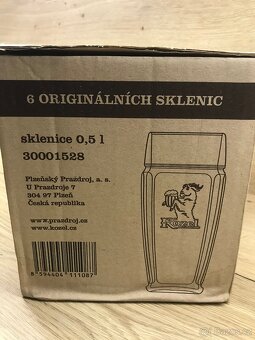 6 ORIGINÁLNÍCH SKLENIC
sklenice 0,5 l
30001528
Plzeňský Prazdroj, a. s.
U Prazdroje 7
304 97 Plzeň
Česká republika
www.prazdroj.cz
www.kozel.cz
Kozel
8 594404 111087